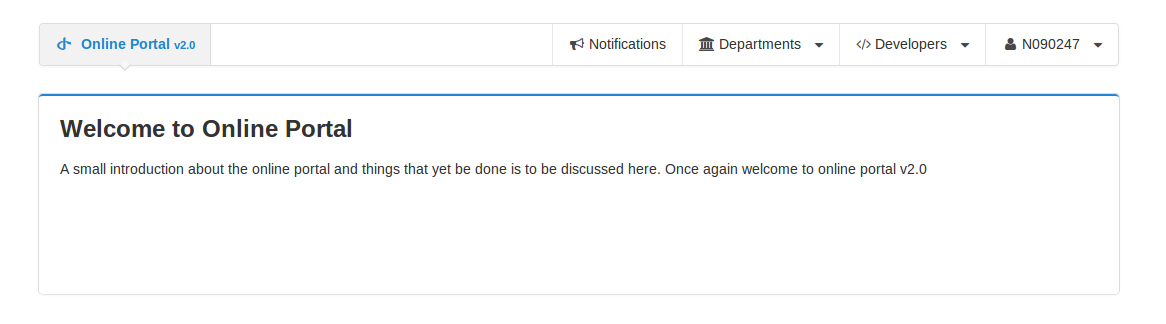 Online Portal v2.0
Notifications
Departments
Developers
N090247
Welcome to Online Portal
A small introduction about the online portal and things that yet be done is to be discussed here. Once again welcome to online portal v2.0